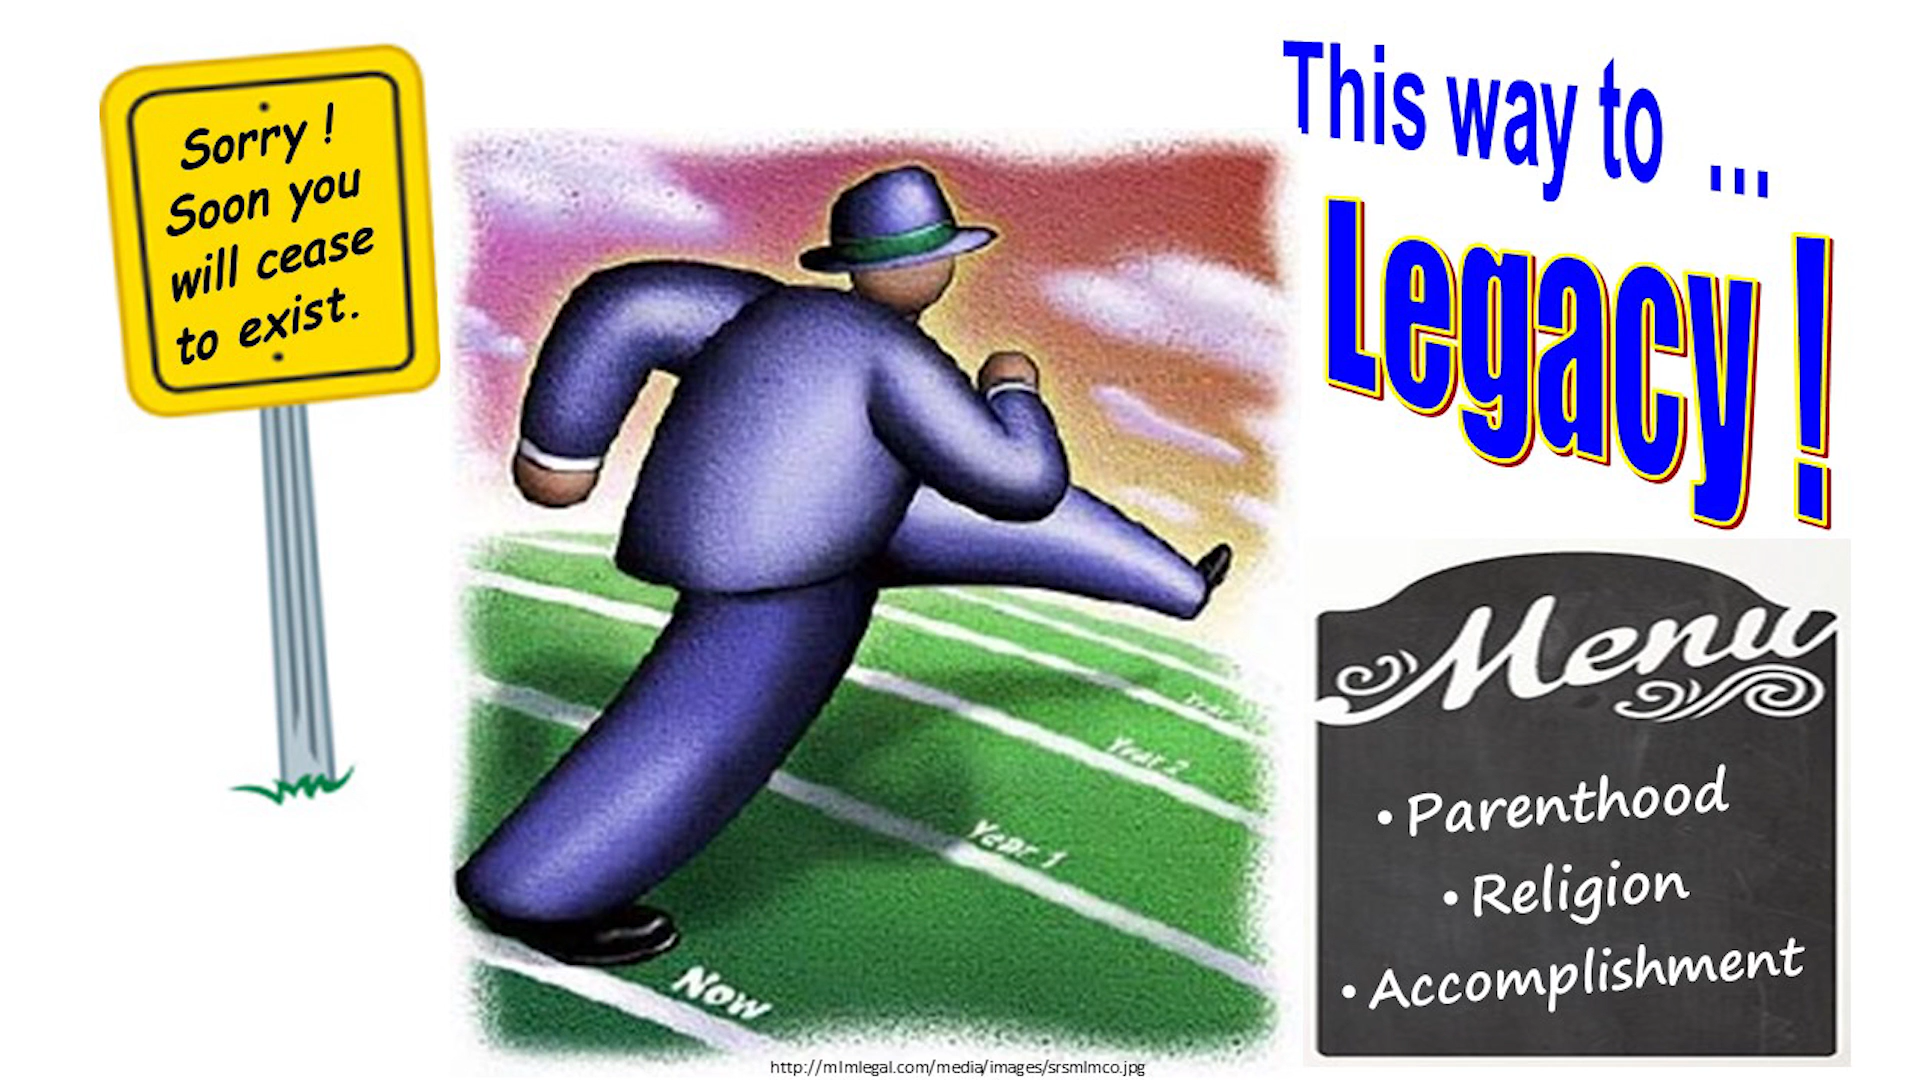 Sorry !
Soon you
will cease
to exist.
This way to ...
Legacy !
Year
Year 2
Year 1
Now
Menu
• Parenthood
• Religion
• Accomplishment
http://mlmlegal.com/media/images/srsmlmco.jpg